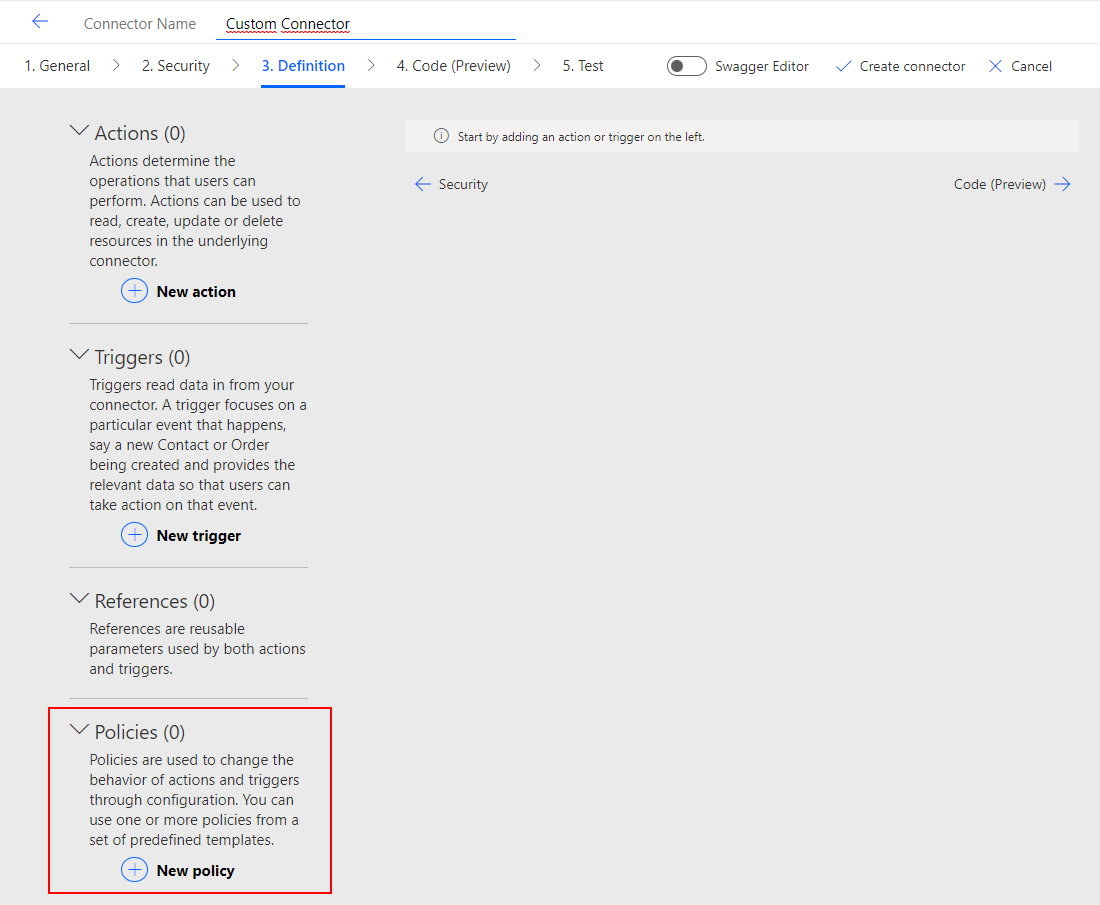 Connector Name Custom Connector
1. General 2. Security 3. Definition 4. Code (Preview) 5. Test Swagger Editor Create connector Cancel
Actions (0)
Actions determine the
operations that users can
perform. Actions can be used to
read, create, update or delete
resources in the underlying
connector.
New action
Triggers (0)
Triggers read data in from your
connector. A trigger focuses on a
particular event that happens,
say a new Contact or Order
being created and provides the
relevant data so that users can
take action on that event.
New trigger
References (0)
References are reusable
parameters used by both actions
and triggers.
Policies (0)
Policies are used to change the
behavior of actions and triggers
through configuration. You can
use one or more policies from a
set of predefined templates.
New policy
Start by adding an action or trigger on the left.
Security Code (Preview)